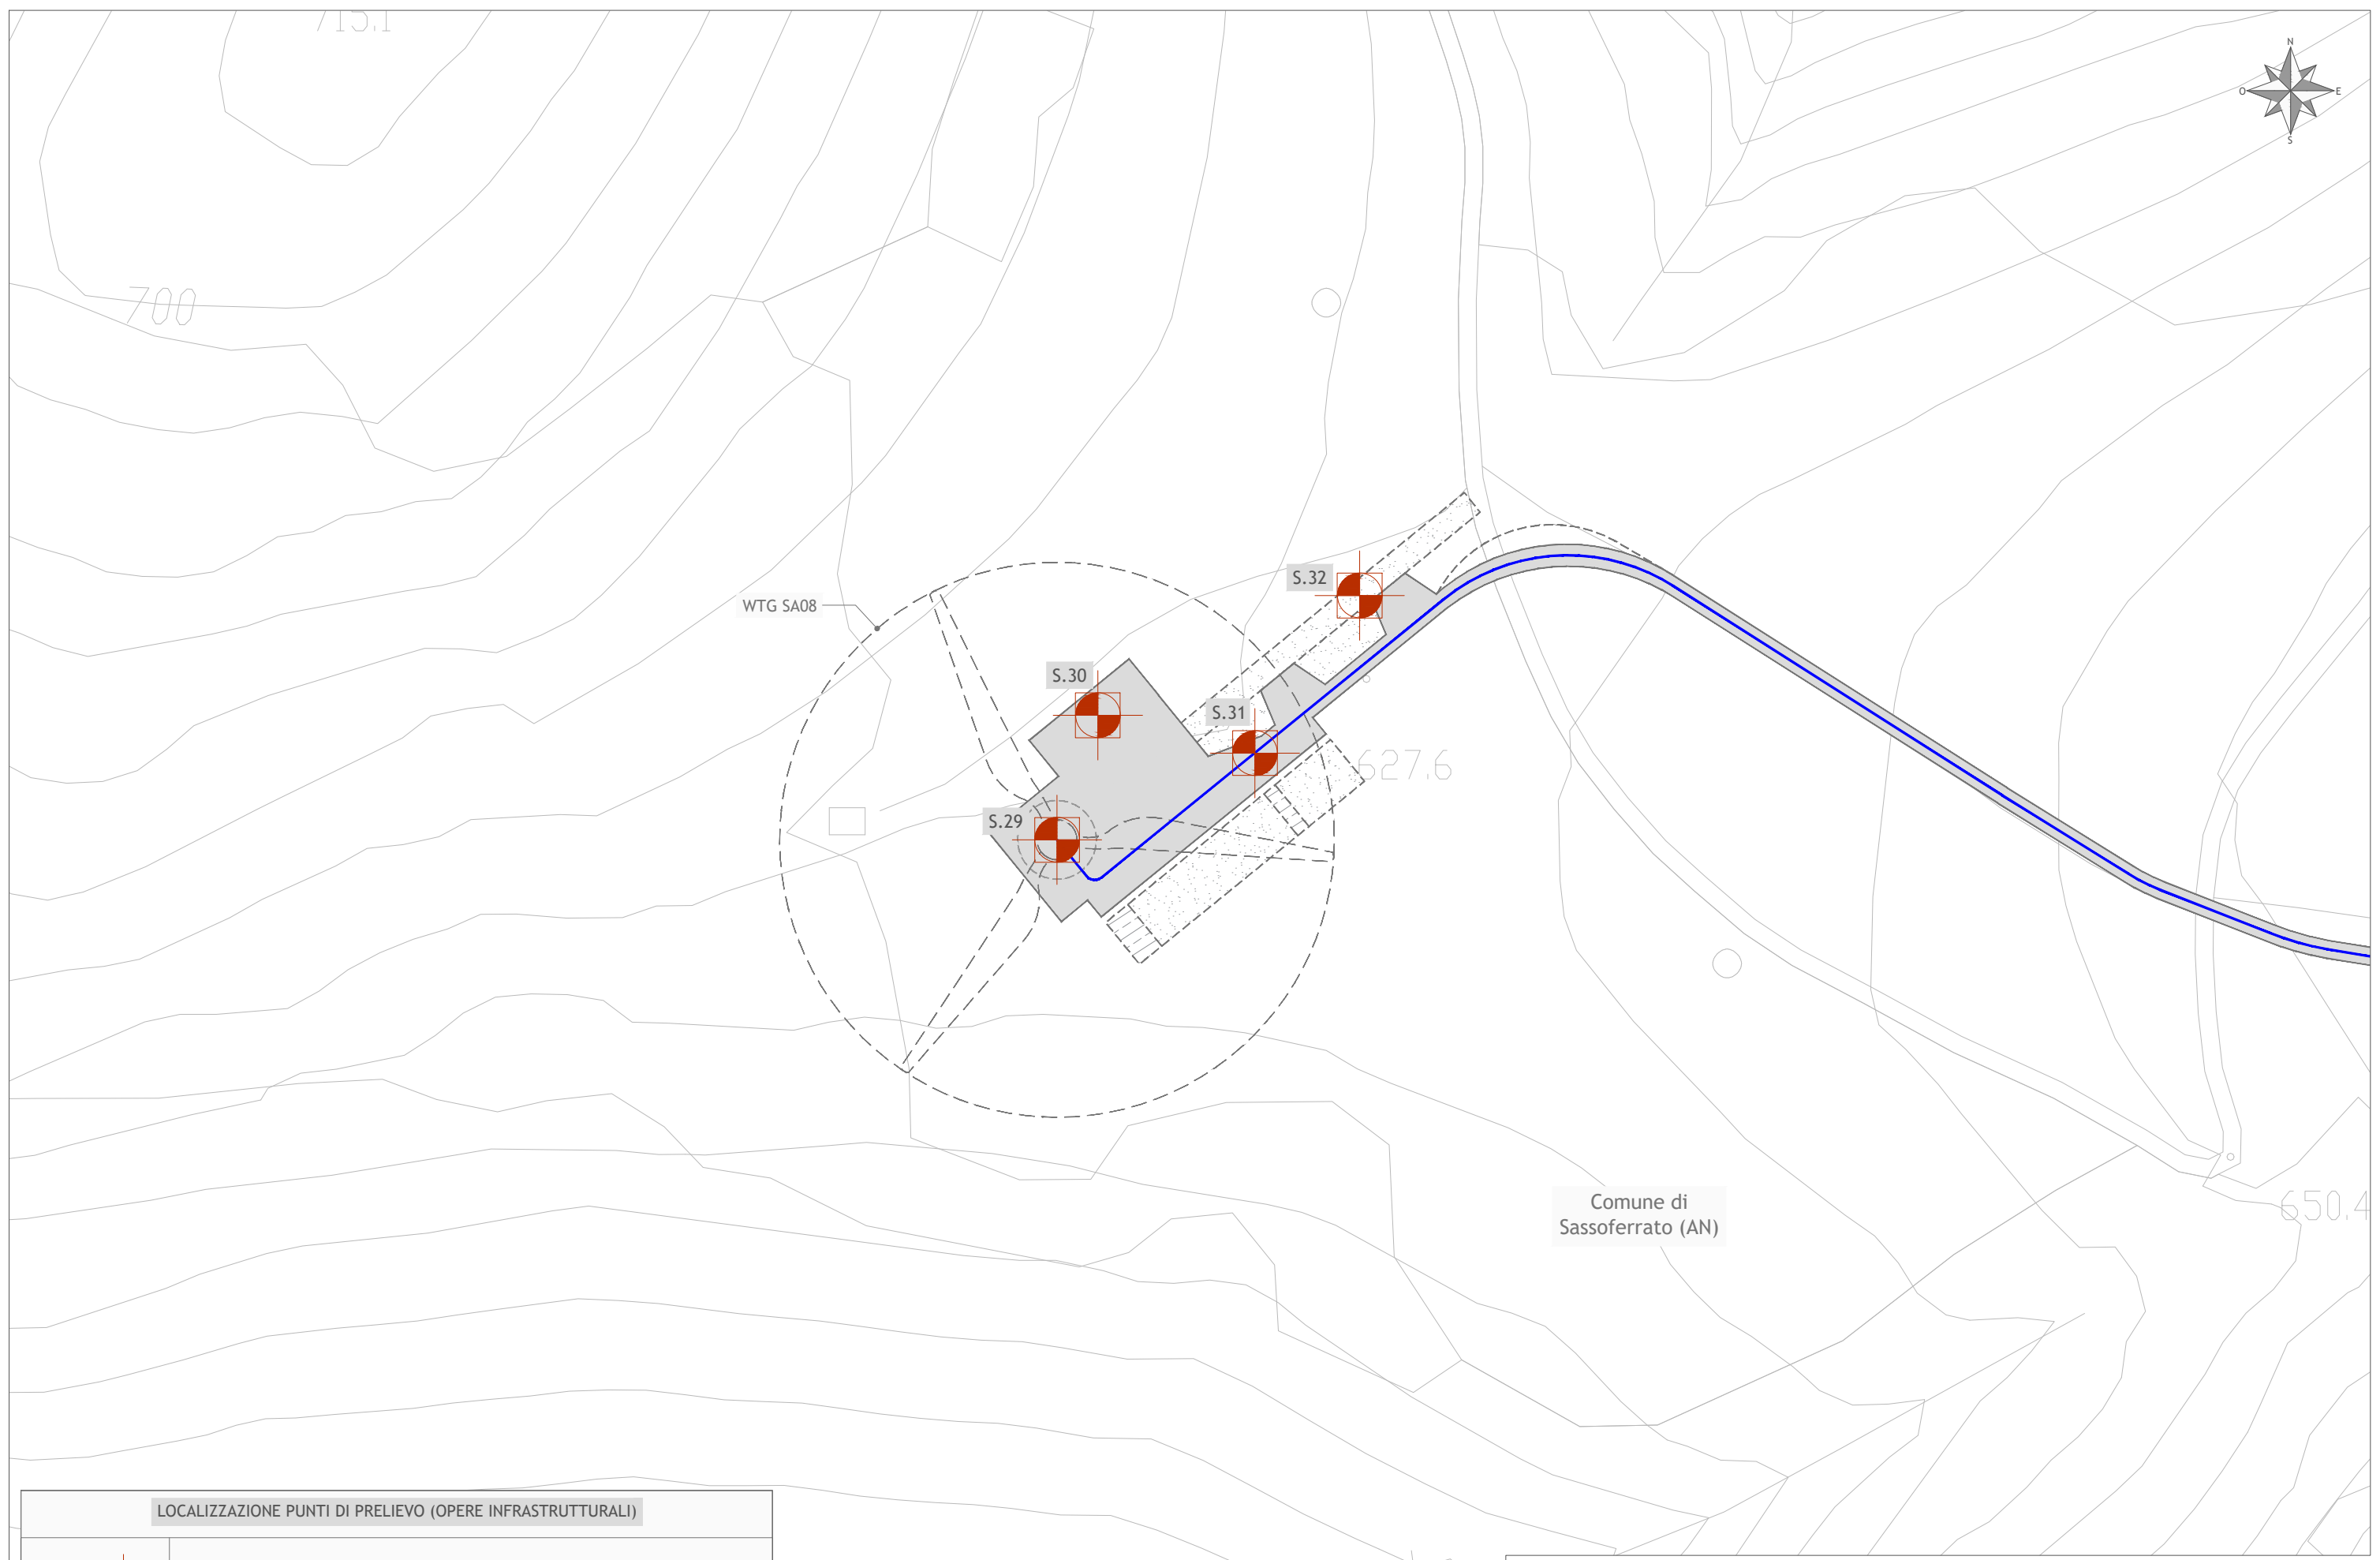 715.1
N
O
E
S
700
S.32
WTG SA08
S.30
S.31
627.6
S.29
Comune di
Sassoferrato (AN)
650.4
LOCALIZZAZIONE PUNTI DI PRELIEVO (OPERE INFRASTRUTTURALI)